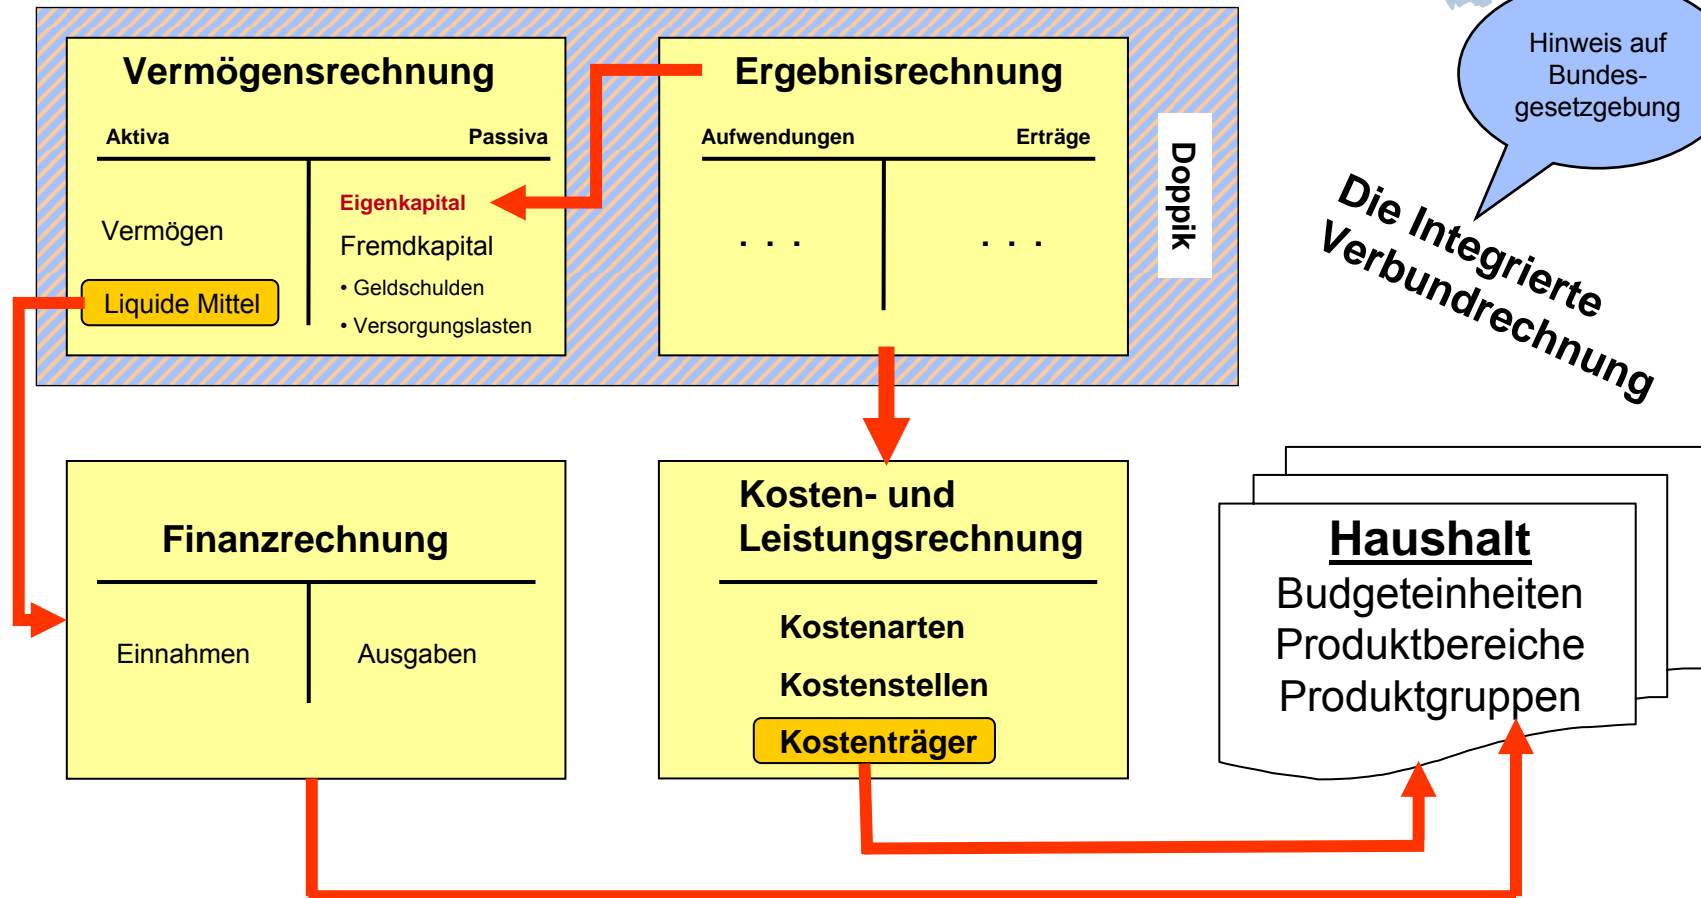 Vermögensrechnung
Aktiva
Passiva
Vermögen
Liquide Mittel
Eigenkapital
Fremdkapital
• Geldschulden
• Versorgungslasten
Ergebnisrechnung
Aufwendungen
Erträge
. . .
. . .
Doppik
Hinweis auf
Bundes-
gesetzgebung
Die Integrierte
Verbundrechnung
Finanzrechnung
Einnahmen
Ausgaben
Kosten- und
Leistungsrechnung
Kostenarten
Kostenstellen
Kostenträger
Haushalt
Budgeteinheiten
Produktbereiche
Produktgruppen